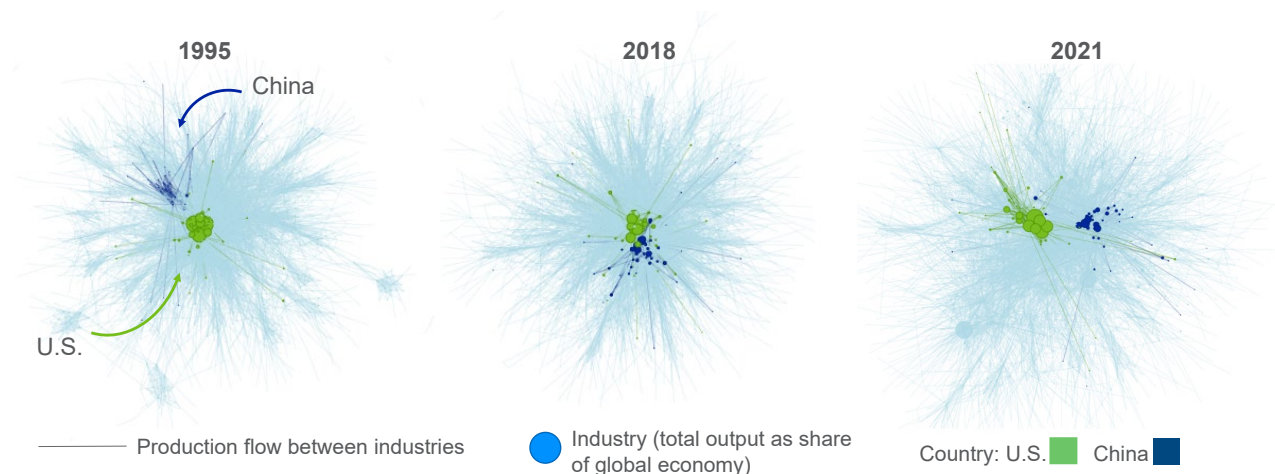 1995
2018
2021
China
U.S.
Production flow between industries
Industry (total output as share
of global economy)
Country: U.S.
China